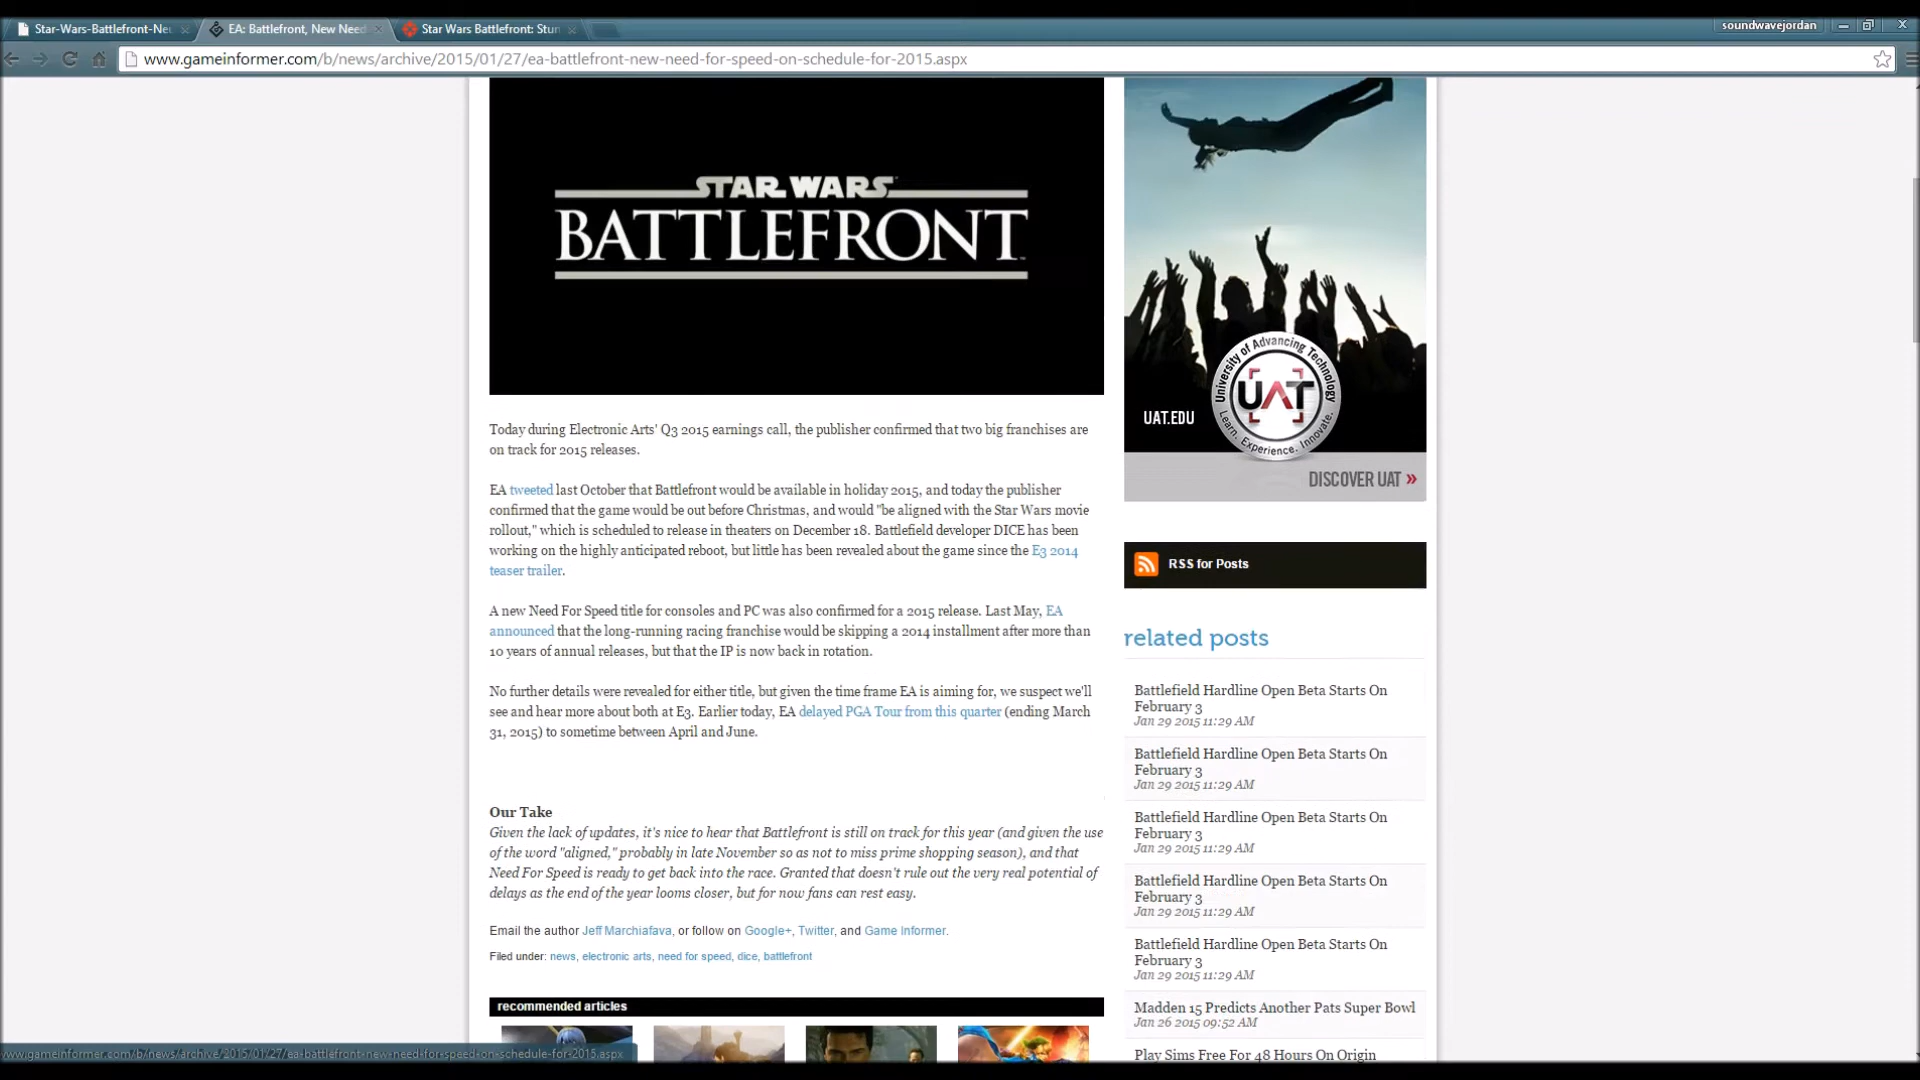 Star-Wars-Battlefront-Ne
EA: Battlefront, New Need
Star Wars Battlefront: Stun
soundwavejordan
www.gameinformer.com/b/news/archive/2015/01/27/ea-battlefront-new-need-for-speed-on-schedule-for-2015.aspx
STAR WARS
BATTLEFRONT
Today during Electronic Arts' Q3 2015 earnings call, the publisher confirmed that two big franchises are
on track for 2015 releases.
EA tweeted last October that Battlefront would be available in holiday 2015, and today the publisher
confirmed that the game would be out before Christmas, and would "be aligned with the Star Wars movie
rollout," which is scheduled to release in theaters on December 18. Battlefield developer DICE has been
working on the highly anticipated reboot, but little has been revealed about the game since the E3 2014
teaser trailer.
A new Need For Speed title for consoles and PC was also confirmed for a 2015 release. Last May, EA
announced that the long-running racing franchise would be skipping a 2014 installment after more than
10 years of annual releases, but that the IP is now back in rotation.
No further details were revealed for either title, but given the time frame EA is aiming for, we suspect we'll
see and hear more about both at E3. Earlier today, EA delayed PGA Tour from this quarter (ending March
31, 2015) to sometime between April and June.
Our Take
Given the lack of updates, it's nice to hear that Battlefront is still on track for this year (and given the use
of the word "aligned," probably in late November so as not to miss prime shopping season), and that
Need For Speed is ready to get back into the race. Granted that doesn't rule out the very real potential of
delays as the end of the year looms closer, but for now fans can rest easy.
Email the author Jeff Marchiafava, or follow on Google+, Twitter, and Game Informer.
Filed under: news, electronic arts, need for speed, dice, battlefront
recommended articles
University of Advancing Technology
UAT
Learn. Experience. Innovate.
UAT.EDU
DISCOVER UAT »
RSS for Posts
related posts
Battlefield Hardline Open Beta Starts On
February 3
Jan 29 2015 11:29 AM
Battlefield Hardline Open Beta Starts On
February 3
Jan 29 2015 11:29 AM
Battlefield Hardline Open Beta Starts On
February 3
Jan 29 2015 11:29 AM
Battlefield Hardline Open Beta Starts On
February 3
Jan 29 2015 11:29 AM
Battlefield Hardline Open Beta Starts On
February 3
Jan 29 2015 11:29 AM
Madden 15 Predicts Another Pats Super Bowl
Jan 26 2015 09:52 AM
Play Sims Free For 48 Hours On Origin
www.gameinformer.com/b/news/archive/2015/01/27/ea-battlefront-new-need-for-speed-on-schedule-for-2015.aspx